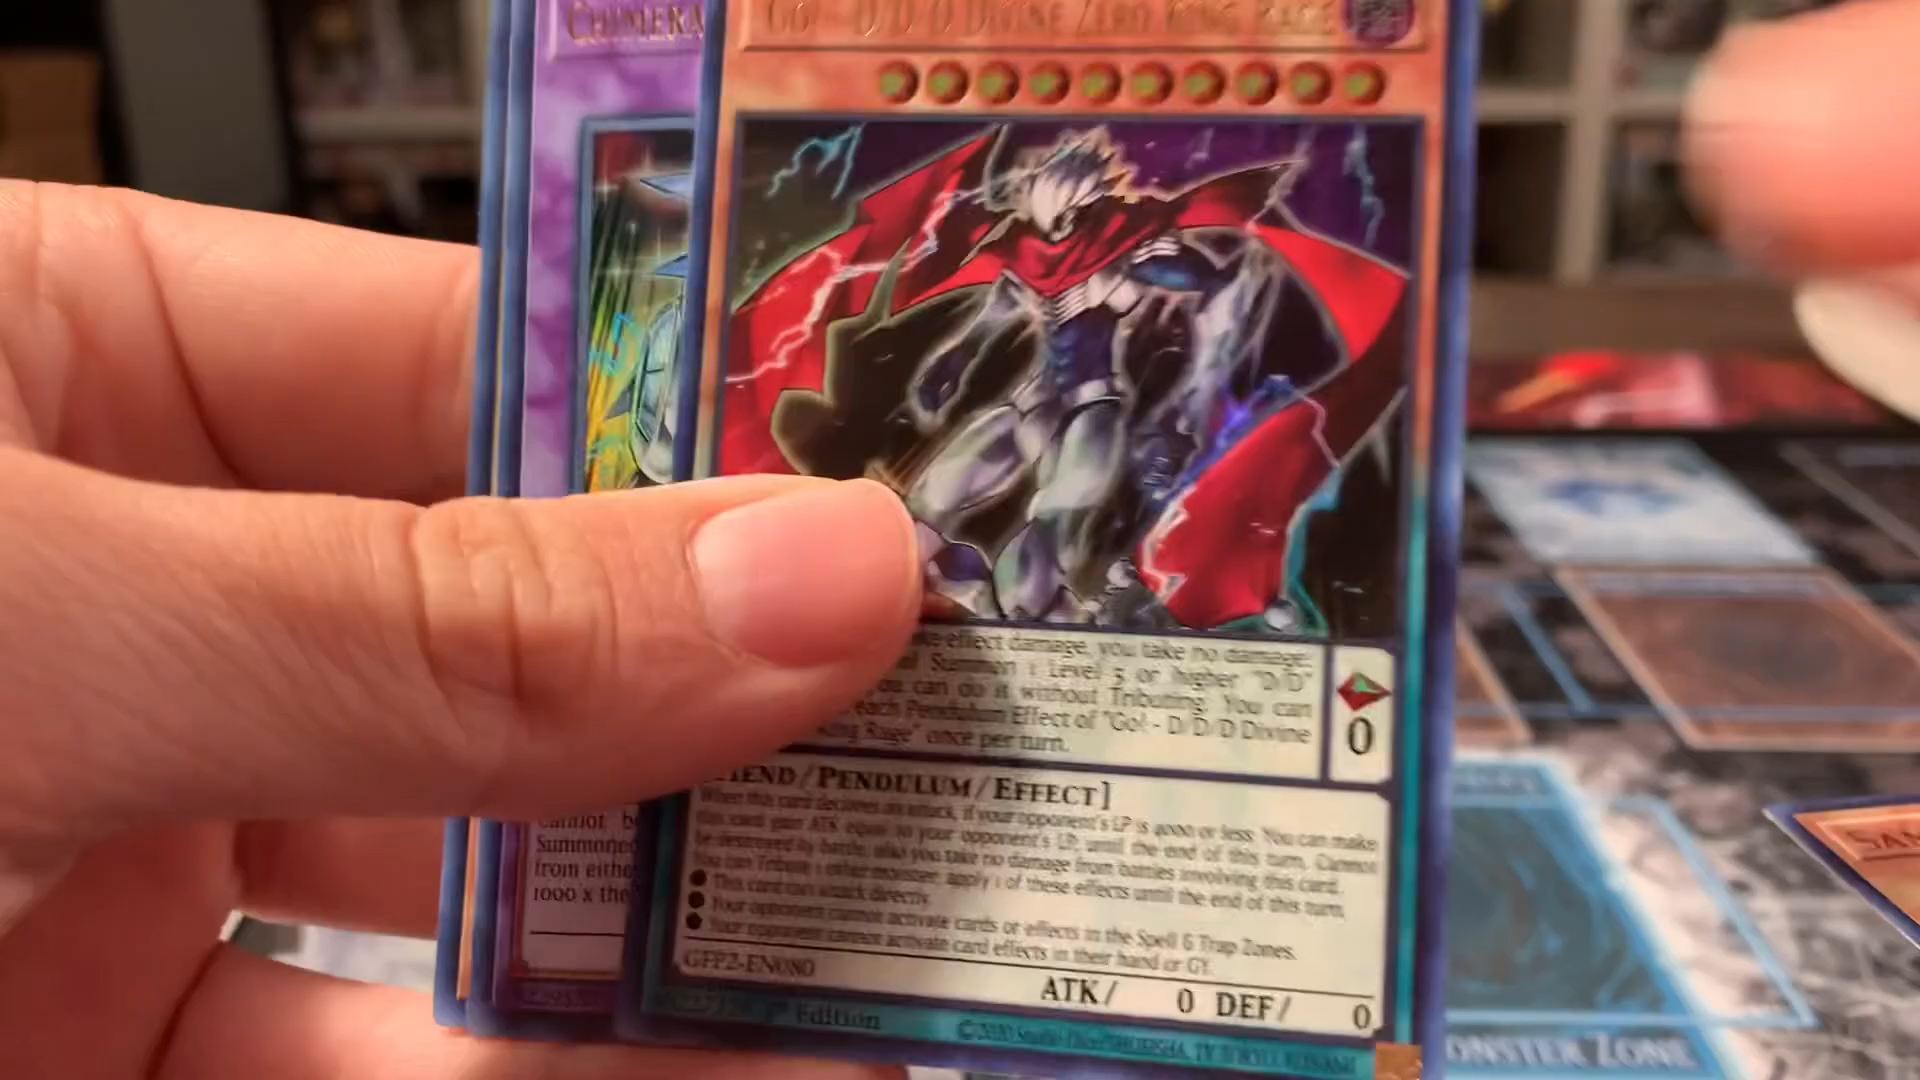 CHIMERA
Go! - D/D/D DIVINE ZERO KING RAGE
ke effect damage, you take no damage.
Summon 1 Level 5 or higher "D/D"
you can do it without Tributing. You can
each Pendulum Effect of "Go! - D/D/D Divine
King Rage" once per turn.
FIEND/PENDULUM/EFFECT]
When this card declares an attack, if your opponent's LP is 4000 or less: You can make
this card gain ATK equal to your opponent's LP, until the end of this turn. Cannot
be destroyed by battle, also you take no damage from battles involving this card.
You can Tribute 1 other monster; apply 1 of these effects until the end of this turn.
● This card can attack directly.
● Your opponent cannot activate cards or effects in the Spell & Trap Zones.
● Your opponent cannot activate card effects in their hand or GY.
0
GFP2-EN080
ATK/ 0 DEF/ 0
1st Edition
©2020 Studio Dice/SHUEISHA, TV TOKYO, KONAMI
Cannot be
Summoned
from eithe
1000 x the
SAN
MONSTER ZONE